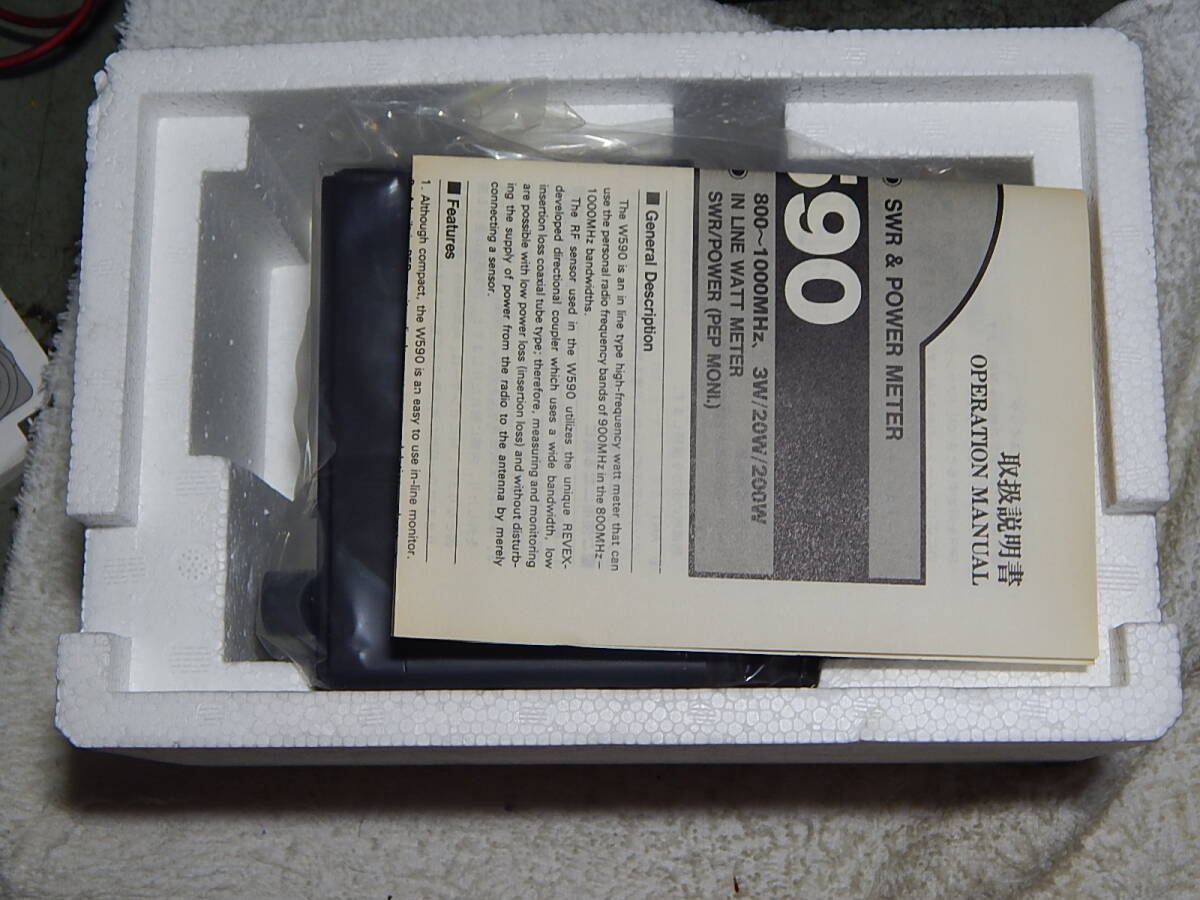 取扱説明書
OPERATION MANUAL
SWR & POWER METER
590
800~1000MHz, 3W/20W/200W
IN LINE WATT METER
SWR/POWER (PEP MONI.)
■ General Description
The W590 is an in line type high-frequency watt meter that can
use the personal radio frequency bands of 900MHz in the 800MHz–
1000MHz bandwidths.
The RF sensor used in the W590 utilizes the unique REVEX-
developed directional coupler which uses a wide bandwidth, low
insertion loss coaxial tube type; therefore, measuring and monitoring
are possible with low power loss (insertion loss) and without disturb-
ing the supply of power from the radio to the antenna by merely
connecting a sensor.
■ Features
1. Although compact, the W590 is an easy to use in-line monitor.